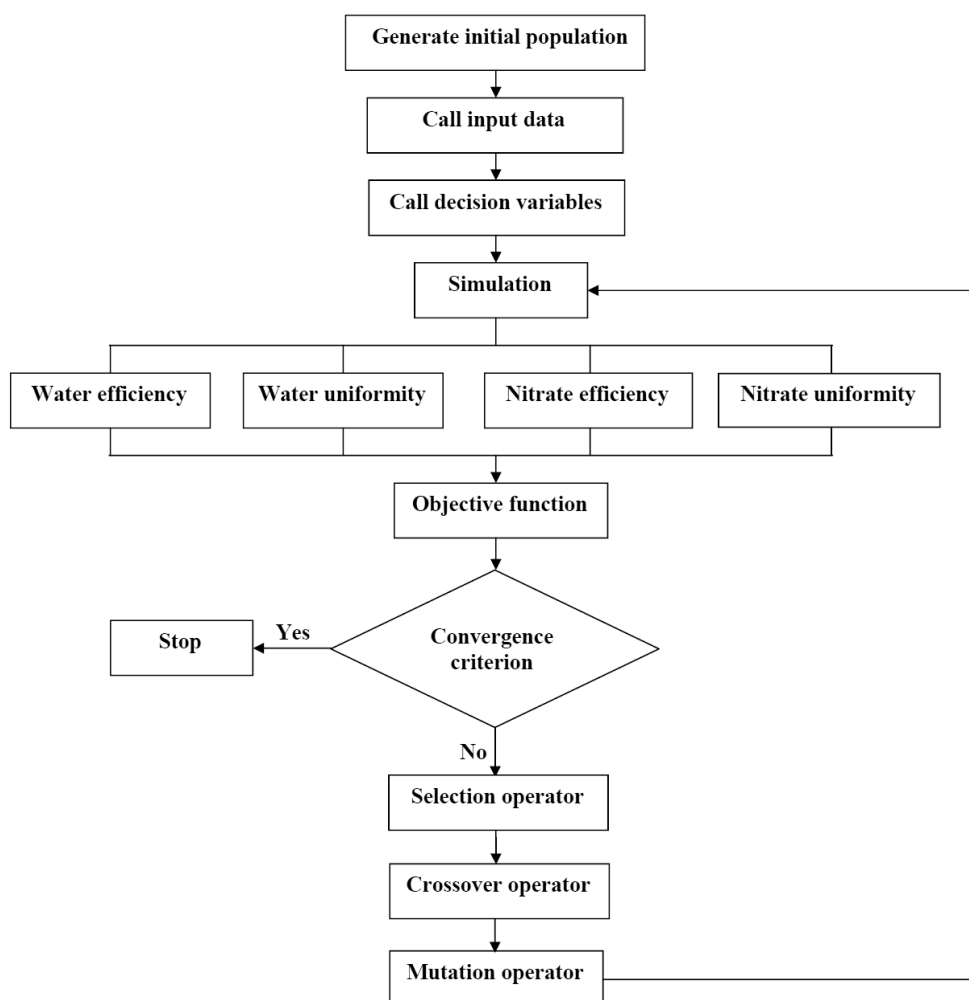 Generate initial population
Call input data
Call decision variables
Simulation
Water efficiency
Water uniformity
Nitrate efficiency
Nitrate uniformity
Objective function
Convergence
criterion
Yes
Stop
No
Selection operator
Crossover operator
Mutation operator